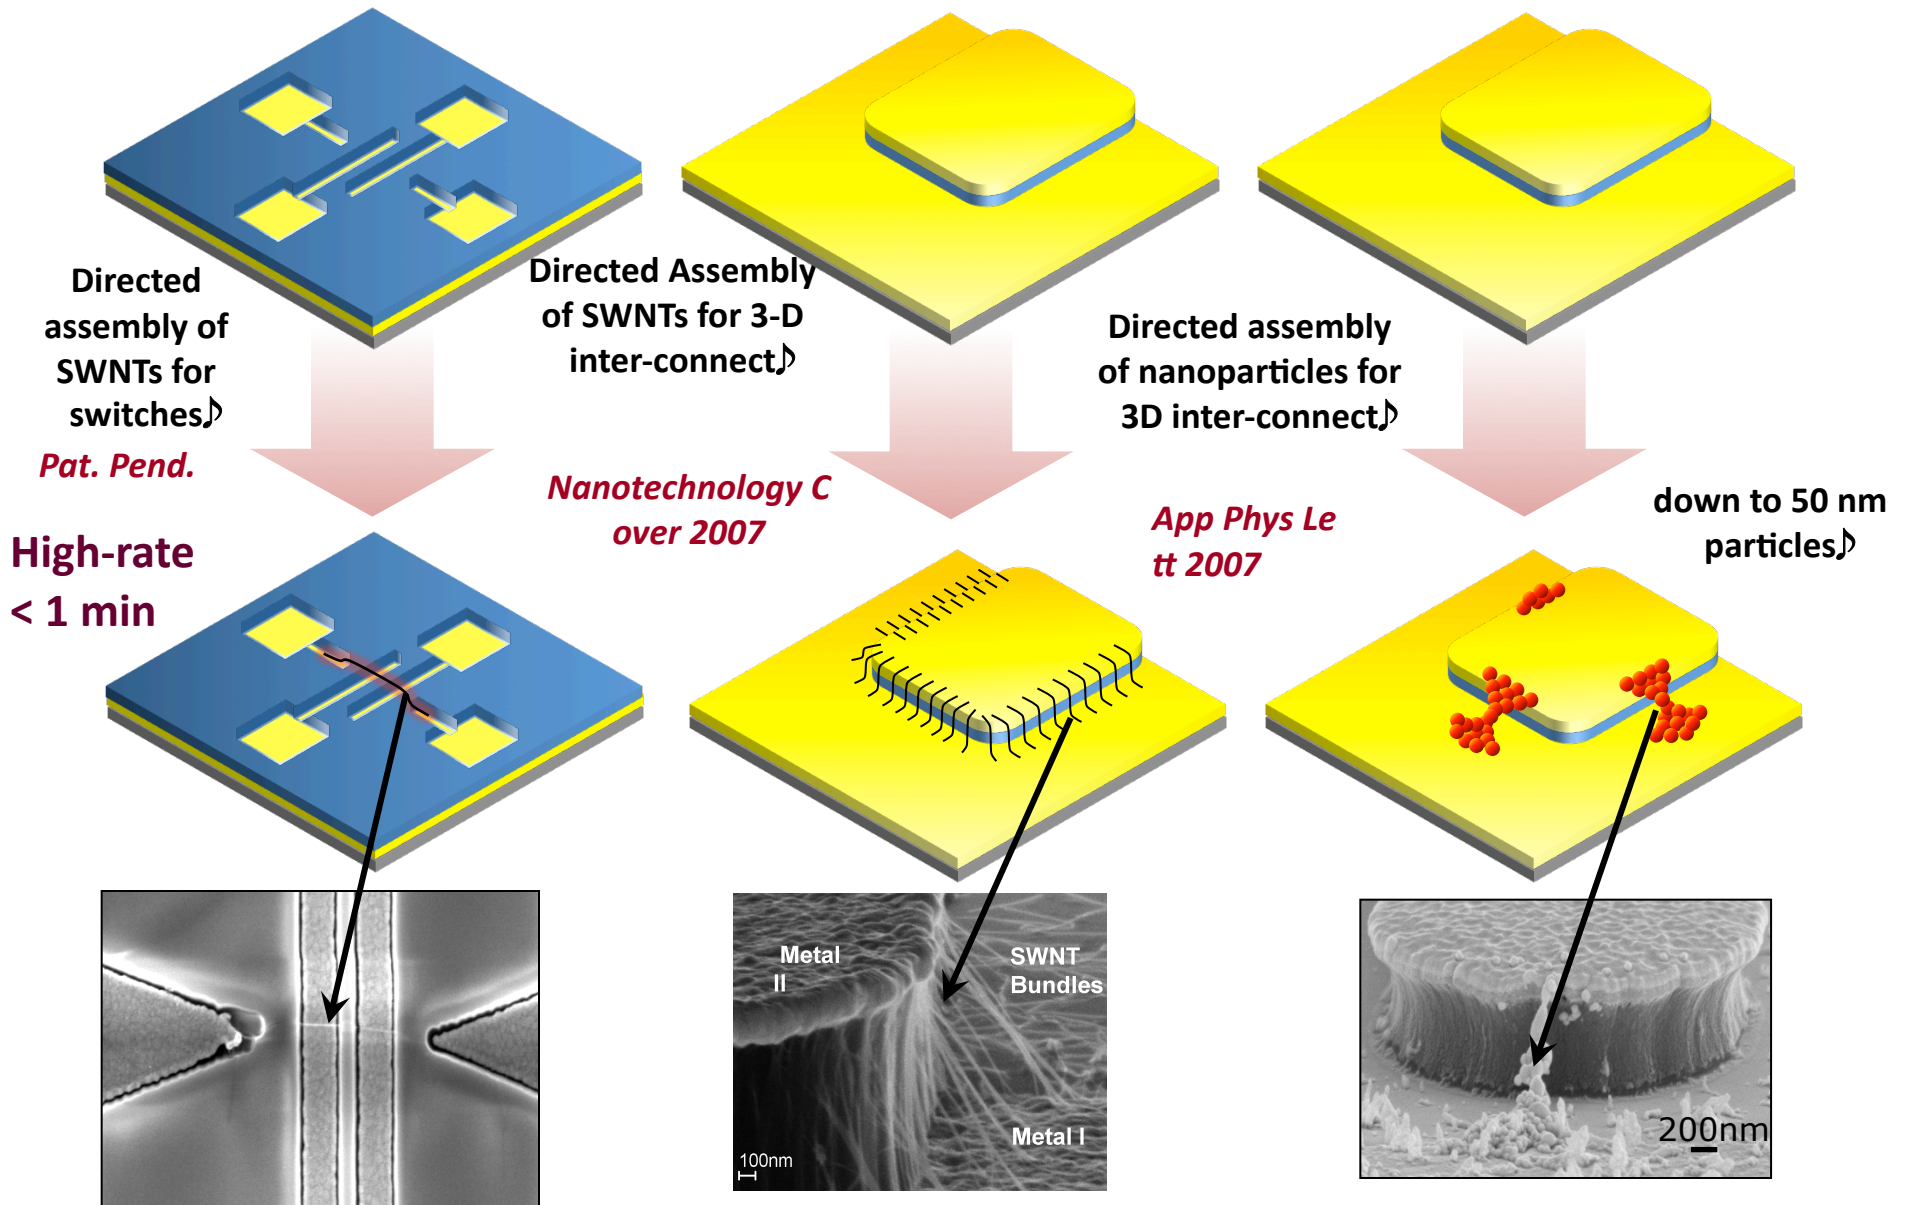 Directed
assembly of
SWNTs for
switches♪
Pat. Pend.
High-rate
< 1 min
Directed Assembly
of SWNTs for 3-D
inter-connect♪
Nanotechnology C
over 2007
Directed assembly
of nanoparticles for
3D inter-connect♪
App Phys Le
tt 2007
down to 50 nm
particles♪
Metal
II
SWNT
Bundles
Metal I
100nm
200nm